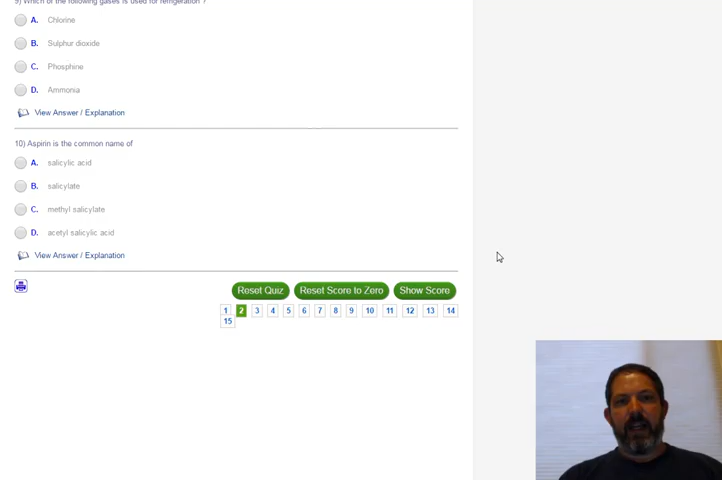 9) Which of the following gases is used for refrigeration ?
A. Chlorine
B. Sulphur dioxide
C. Phosphine
D. Ammonia
View Answer / Explanation
10) Aspirin is the common name of
A. salicylic acid
B. salicylate
C. methyl salicylate
D. acetyl salicylic acid
View Answer / Explanation
Reset Quiz Reset Score to Zero Show Score
1 2 3 4 5 6 7 8 9 10 11 12 13 14
15